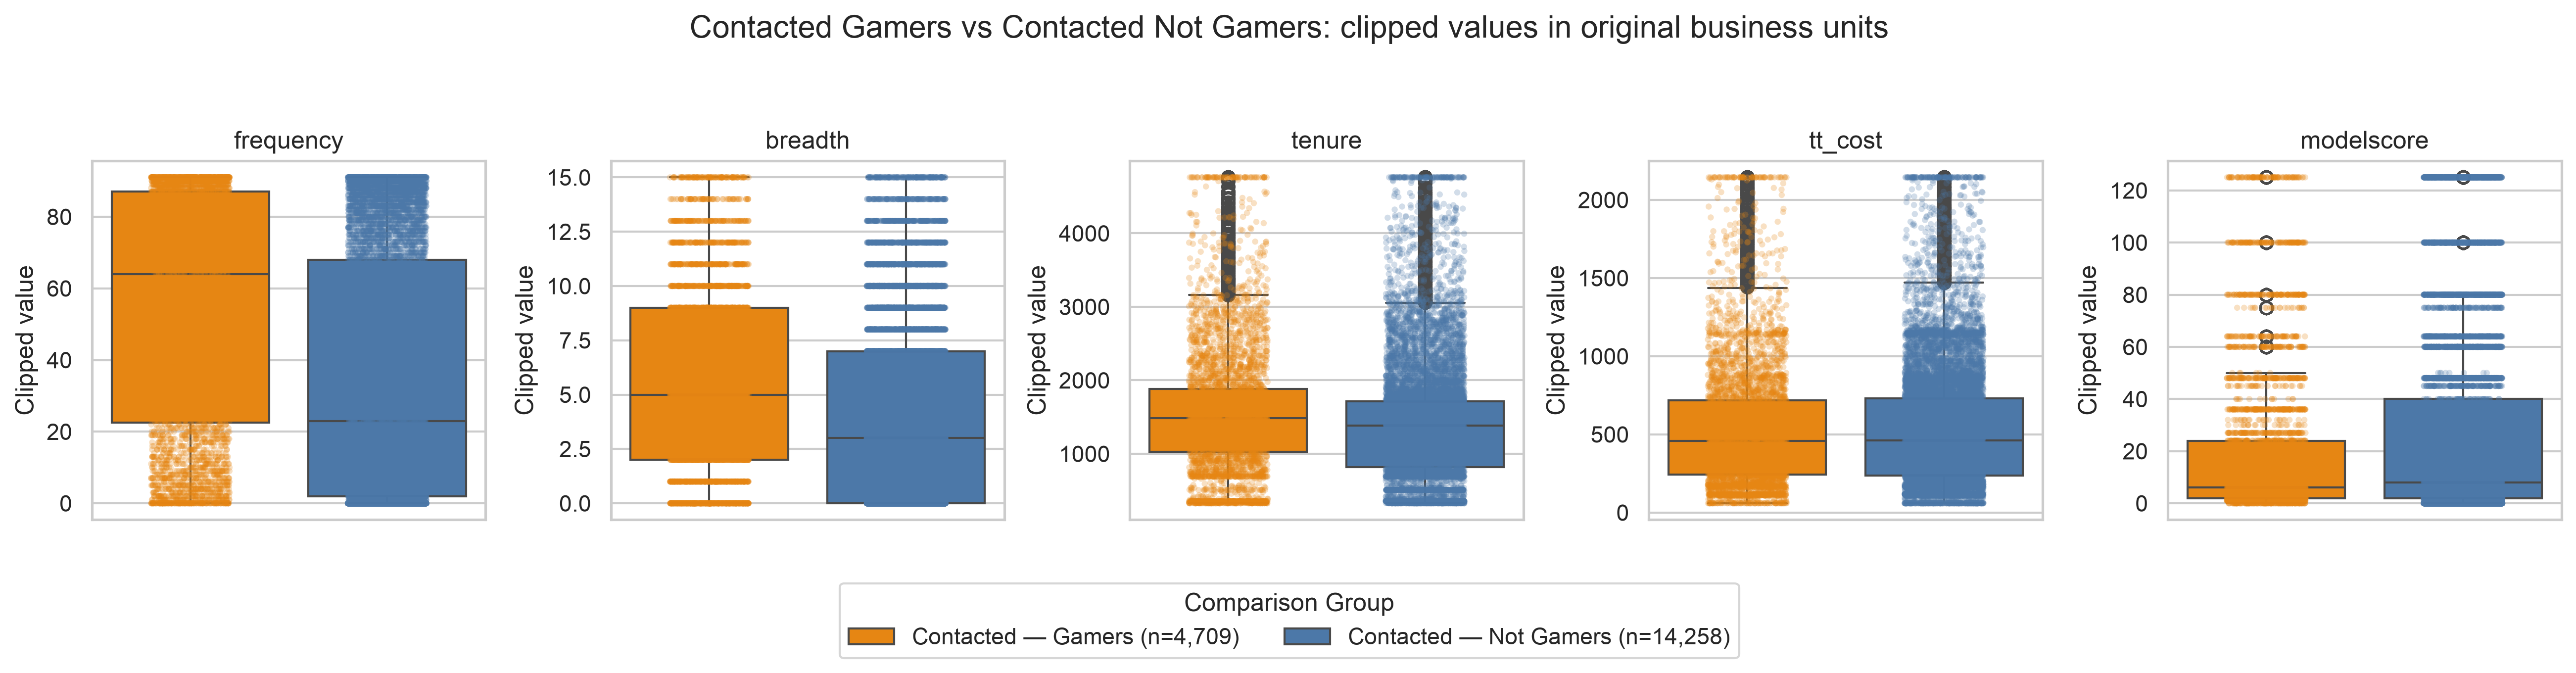 Contacted Gamers vs Contacted Not Gamers: clipped values in original business units
frequency
Clipped value
80
60
40
20
0
breadth
Clipped value
15.0
12.5
10.0
7.5
5.0
2.5
0.0
tenure
Clipped value
4000
3000
2000
1000
tt_cost
Clipped value
2000
1500
1000
500
0
modelscore
Clipped value
120
100
80
60
40
20
0
Comparison Group
Contacted — Gamers (n=4,709)
Contacted — Not Gamers (n=14,258)